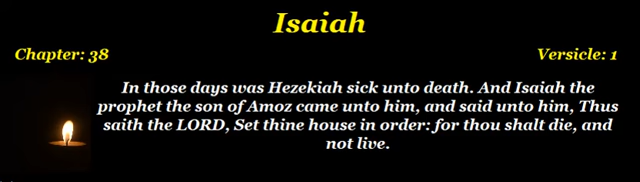 Isaiah
Chapter: 38
Versicle: 1
In those days was Hezekiah sick unto death. And Isaiah the
prophet the son of Amoz came unto him, and said unto him, Thus
saith the LORD, Set thine house in order: for thou shalt die, and
not live.